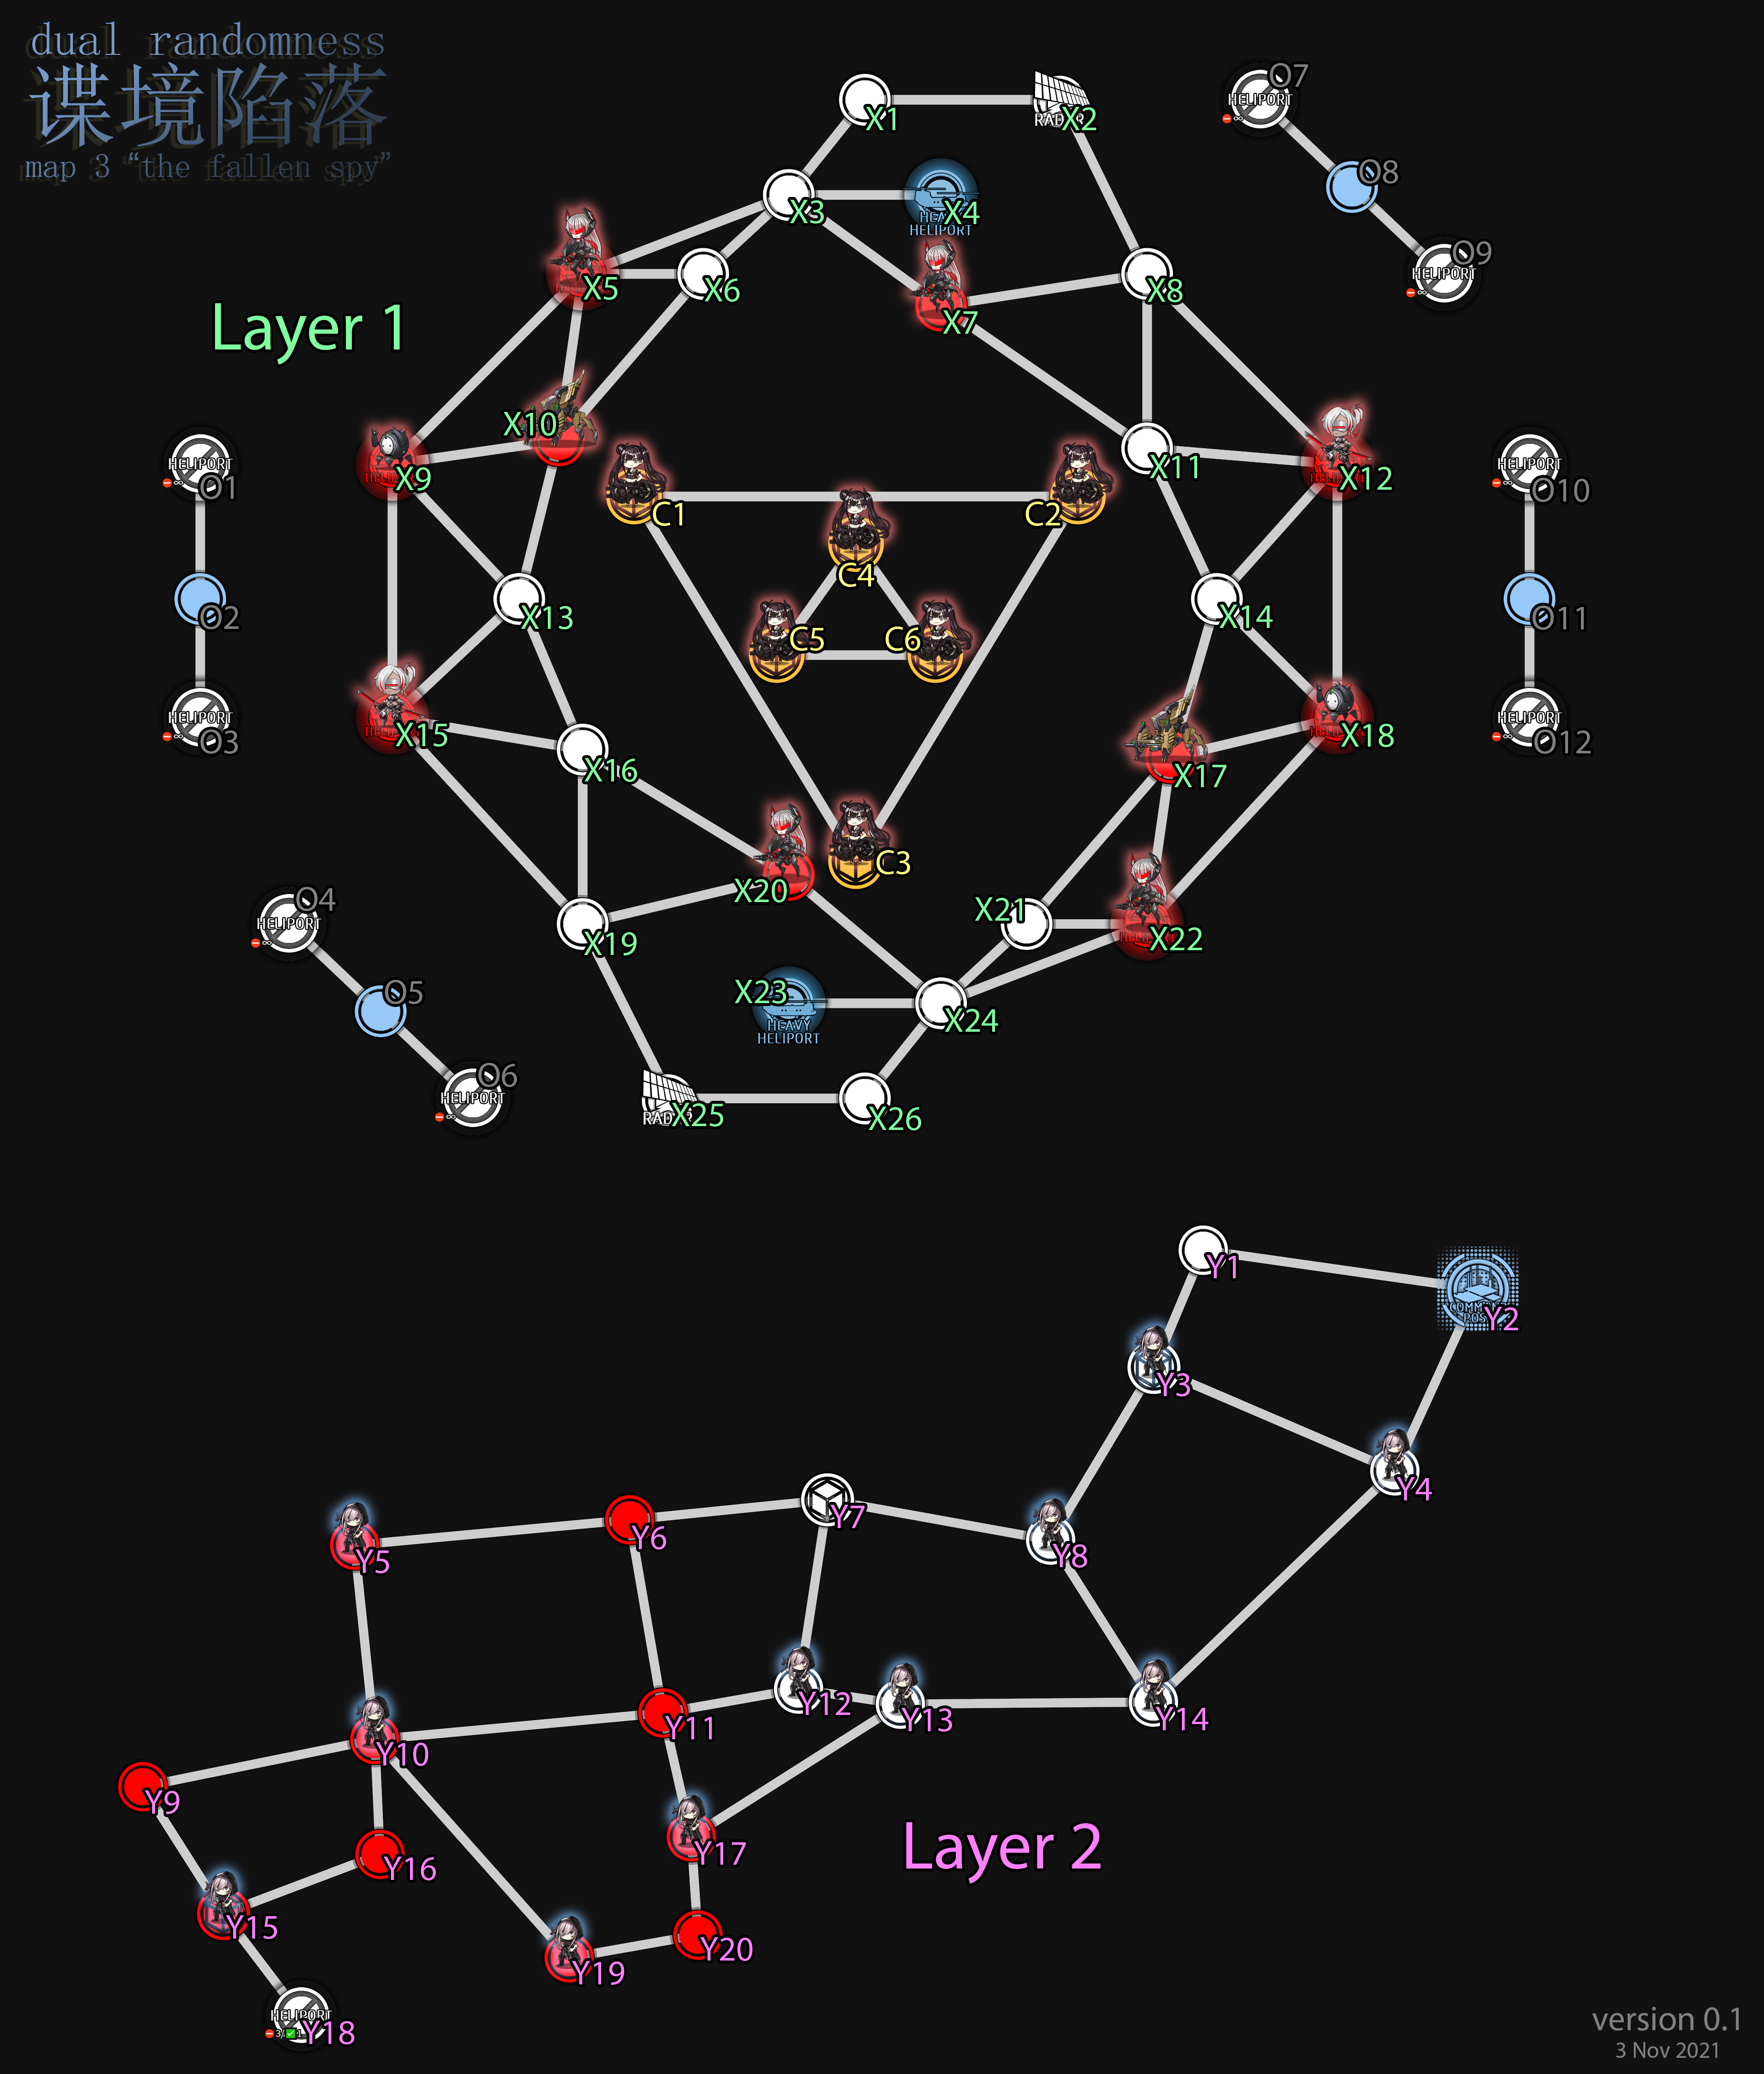 dual randomness
谍境陷落
map 3 “the fallen spy”
X1
RADAR
X2
HELIPORT
O7
X3
X4
HEAVY
HELIPORT
O8
X5
X6
X7
X8
HELIPORT
O9
Layer 1
X10
HELIPORT
O1
X9
C1
C2
X11
X12
HELIPORT
O10
C4
O2
X13
C5
C6
X14
O11
HELIPORT
O3
X15
X16
X17
X18
HELIPORT
O12
C3
X20
HELIPORT
O4
X19
X21
X22
O5
X23
HEAVY
HELIPORT
X24
HELIPORT
O6
RADAR
X25
X26
Y1
COMMAND
POST
Y2
Y3
Y4
Y5
Y6
Y7
Y8
Y9
Y10
Y11
Y12
Y13
Y14
Y15
Y16
Y17
Layer 2
Y19
Y20
HELIPORT
3/ 1
Y18
version 0.1
3 Nov 2021